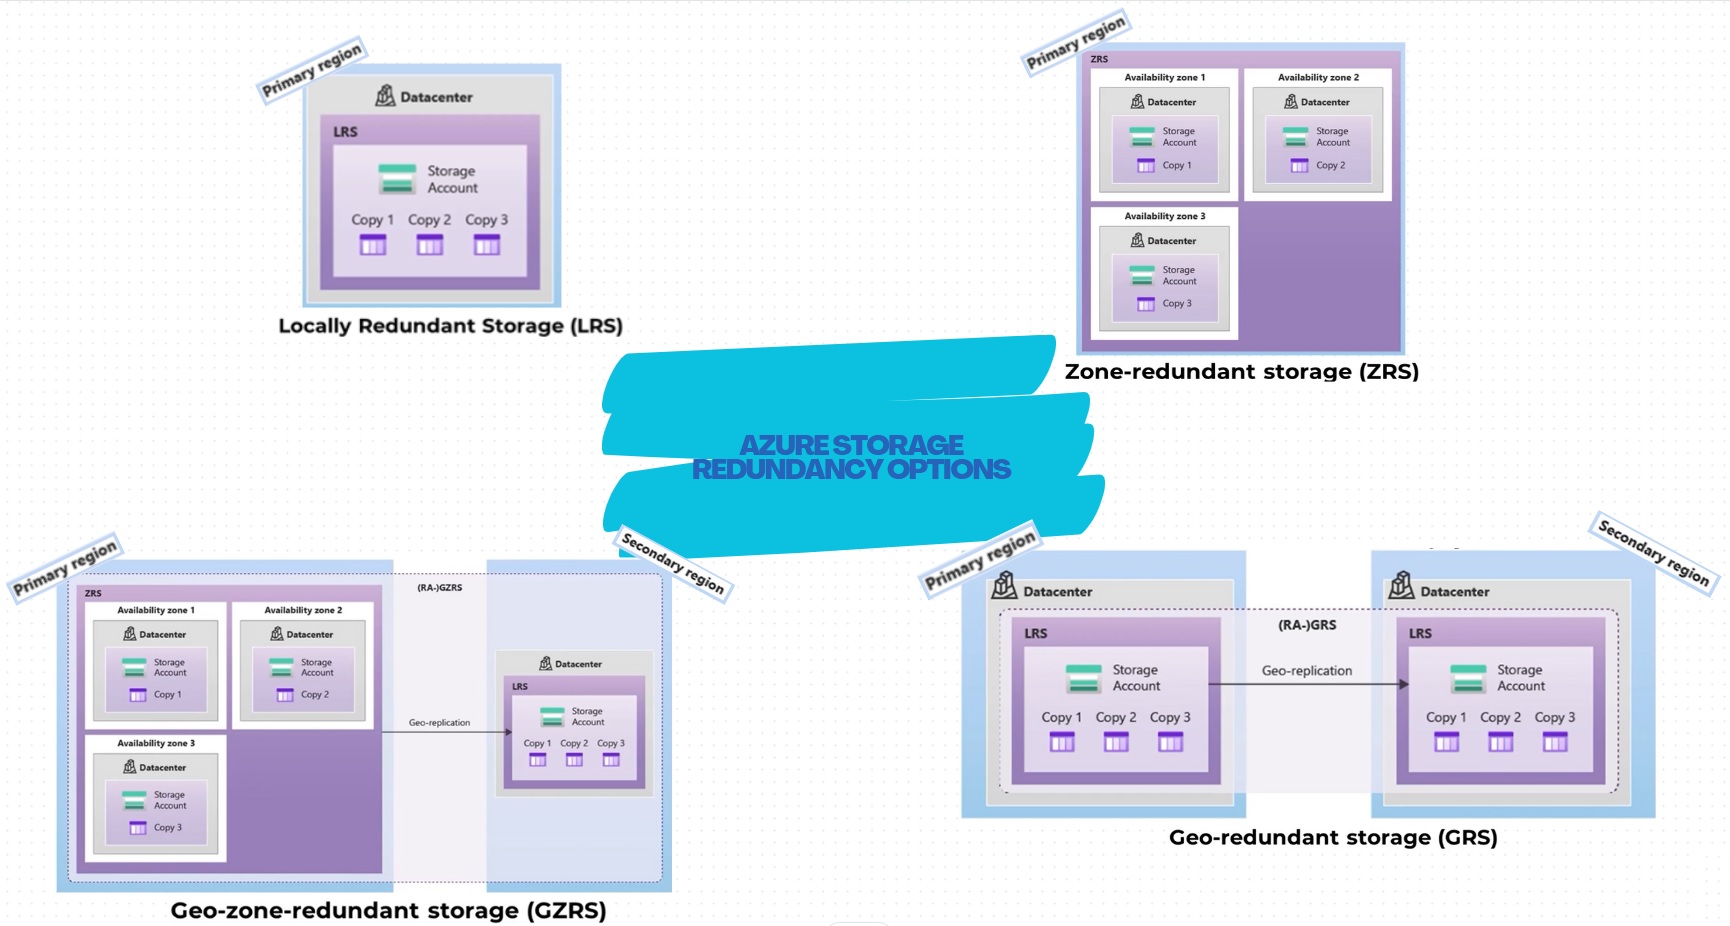 Primary region
Datacenter
LRS
Storage
Account
Copy 1 Copy 2 Copy 3
Locally Redundant Storage (LRS)
Primary region
ZRS
Availability zone 1
Datacenter
Storage
Account
Copy 1
Availability zone 2
Datacenter
Storage
Account
Copy 2
Availability zone 3
Datacenter
Storage
Account
Copy 3
Zone-redundant storage (ZRS)
AZURE STORAGE
REDUNDANCY OPTIONS
Primary region
Secondary region
(RA-)GZRS
ZRS
Availability zone 1
Datacenter
Storage
Account
Copy 1
Availability zone 2
Datacenter
Storage
Account
Copy 2
Availability zone 3
Datacenter
Storage
Account
Copy 3
Geo-replication
Datacenter
LRS
Storage
Account
Copy 1 Copy 2 Copy 3
Geo-zone-redundant storage (GZRS)
Primary region
Secondary region
Datacenter
LRS
Storage
Account
Copy 1 Copy 2 Copy 3
(RA-)GRS
Geo-replication
Datacenter
LRS
Storage
Account
Copy 1 Copy 2 Copy 3
Geo-redundant storage (GRS)